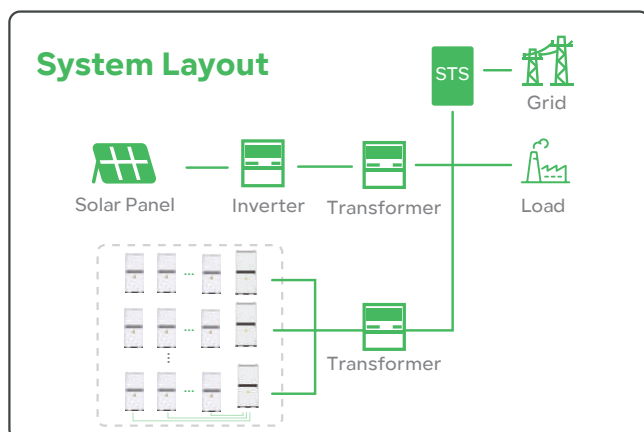 System Layout
STS
Grid
Solar Panel
Inverter
Transformer
Load
Transformer